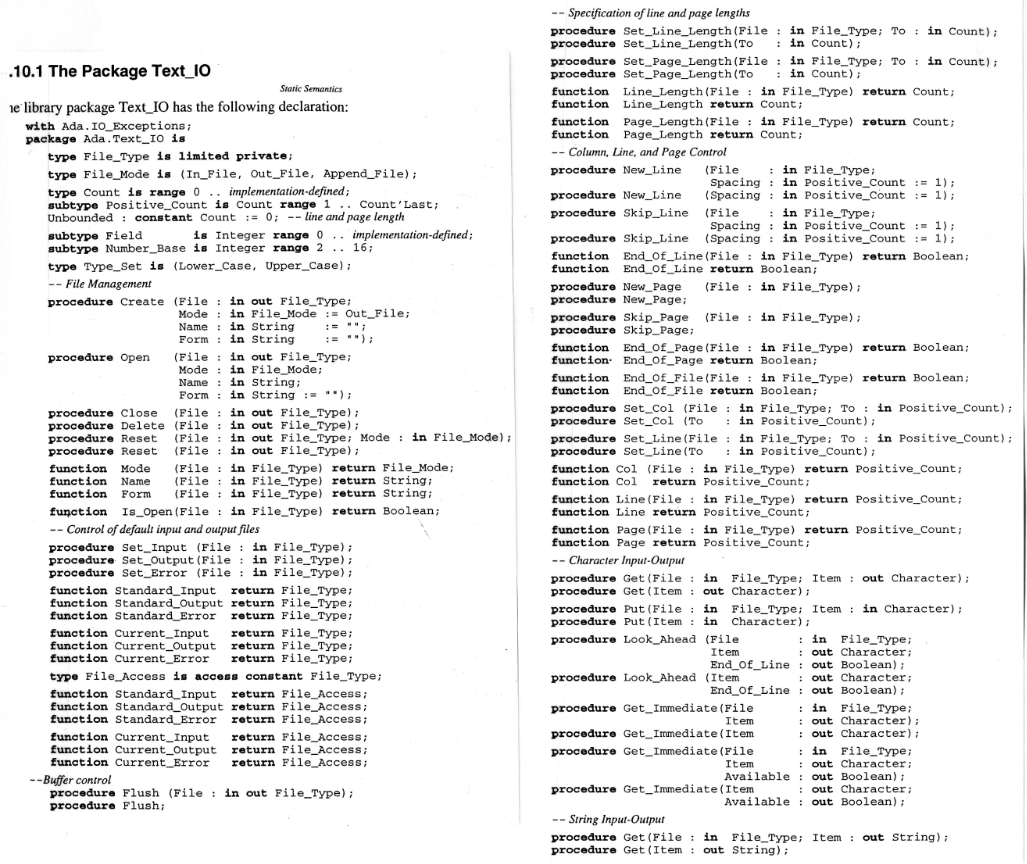 .10.1 The Package Text_IO
Static Semantics
library package Text_IO has the following declaration:
with Ada.IO_Exceptions;
package Ada.Text_IO is
type File_Type is limited private;
type File_Mode is (In_File, Out_File, Append_File);
type Count is range 0 .. implementation-defined;
subtype Positive_Count is Count range 1 .. Count'Last;
Unbounded : constant Count := 0; -- line and page length
subtype Field is Integer range 0 .. implementation-defined;
subtype Number_Base is Integer range 2 .. 16;
type Type_Set is (Lower_Case, Upper_Case);
-- File Management
procedure Create (File : in out File_Type;
Mode : in File_Mode := Out_File;
Name : in String := "";
Form : in String := "");
procedure Open (File : in out File_Type;
Mode : in File_Mode;
Name : in String;
Form : in String := "");
procedure Close (File : in out File_Type);
procedure Delete (File : in out File_Type);
procedure Reset (File : in out File_Type; Mode : in File_Mode);
procedure Reset (File : in out File_Type);
function Mode (File : in File_Type) return File_Mode;
function Name (File : in File_Type) return String;
function Form (File : in File_Type) return String;
function Is_Open(File : in File_Type) return Boolean;
-- Control of default input and output files
procedure Set_Input (File : in File_Type);
procedure Set_Output(File : in File_Type);
procedure Set_Error (File : in File_Type);
function Standard_Input return File_Type;
function Standard_Output return File_Type;
function Standard_Error return File_Type;
function Current_Input return File_Type;
function Current_Output return File_Type;
function Current_Error return File_Type;
type File_Access is access constant File_Type;
function Standard_Input return File_Access;
function Standard_Output return File_Access;
function Standard_Error return File_Access;
function Current_Input return File_Access;
function Current_Output return File_Access;
function Current_Error return File_Access;
--Buffer control
procedure Flush (File : in out File_Type);
procedure Flush;
-- Specification of line and page lengths
procedure Set_Line_Length(File : in File_Type; To : in Count);
procedure Set_Line_Length(To : in Count);
procedure Set_Page_Length(File : in File_Type; To : in Count);
procedure Set_Page_Length(To : in Count);
function Line_Length(File : in File_Type) return Count;
function Line_Length return Count;
function Page_Length(File : in File_Type) return Count;
function Page_Length return Count;
-- Column, Line, and Page Control
procedure New_Line (File : in File_Type;
Spacing : in Positive_Count := 1);
procedure New_Line (Spacing : in Positive_Count := 1);
procedure Skip_Line (File : in File_Type;
Spacing : in Positive_Count := 1);
procedure Skip_Line (Spacing : in Positive_Count := 1);
function End_Of_Line(File : in File_Type) return Boolean;
function End_Of_Line return Boolean;
procedure New_Page (File : in File_Type);
procedure New_Page;
procedure Skip_Page (File : in File_Type);
procedure Skip_Page;
function End_Of_Page(File : in File_Type) return Boolean;
function End_Of_Page return Boolean;
function End_Of_File(File : in File_Type) return Boolean;
function End_Of_File return Boolean;
procedure Set_Col (File : in File_Type; To : in Positive_Count);
procedure Set_Col (To : in Positive_Count);
procedure Set_Line(File : in File_Type; To : in Positive_Count);
procedure Set_Line(To : in Positive_Count);
function Col (File : in File_Type) return Positive_Count;
function Col return Positive_Count;
function Line(File : in File_Type) return Positive_Count;
function Line return Positive_Count;
function Page(File : in File_Type) return Positive_Count;
function Page return Positive_Count;
-- Character Input-Output
procedure Get(File : in File_Type; Item : out Character);
procedure Get(Item : out Character);
procedure Put(File : in File_Type; Item : in Character);
procedure Put(Item : in Character);
procedure Look_Ahead (File : in File_Type;
Item : out Character;
End_Of_Line : out Boolean);
procedure Look_Ahead (Item : out Character;
End_Of_Line : out Boolean);
procedure Get_Immediate(File : in File_Type;
Item : out Character);
procedure Get_Immediate(Item : out Character);
procedure Get_Immediate(File : in File_Type;
Item : out Character;
Available : out Boolean);
procedure Get_Immediate(Item : out Character;
Available : out Boolean);
-- String Input-Output
procedure Get(File : in File_Type; Item : out String);
procedure Get(Item : out String);